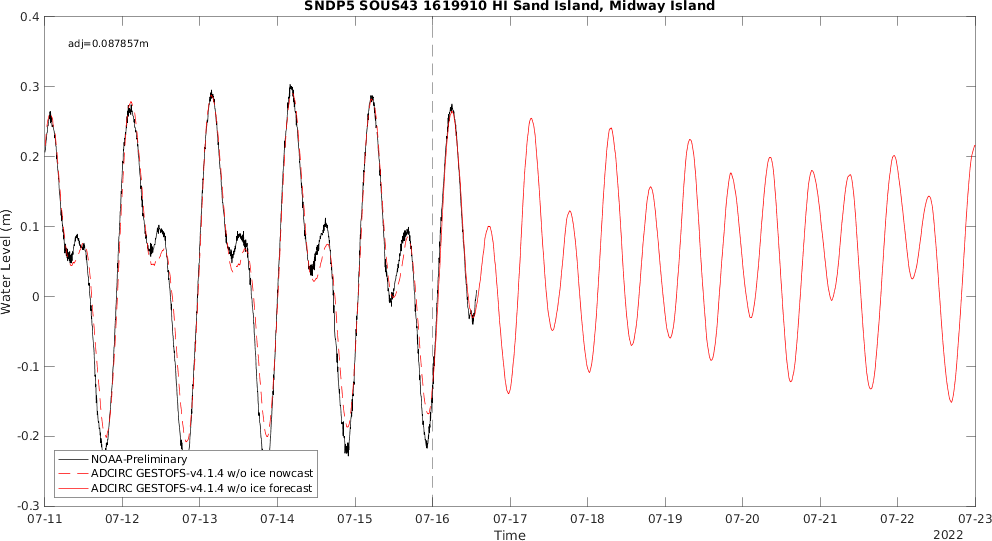 SNDP5 SOUS43 1619910 HI Sand Island, Midway Island
0.4
adj=0.087857m
0.3
0.2
0.1
0
-0.1
-0.2
-0.3
Water Level (m)
NOAA-Preliminary
ADCIRC GESTOFS-v4.1.4 w/o ice nowcast
ADCIRC GESTOFS-v4.1.4 w/o ice forecast
07-11 07-12 07-13 07-14 07-15 07-16 07-17 07-18 07-19 07-20 07-21 07-22 07-23
Time
2022